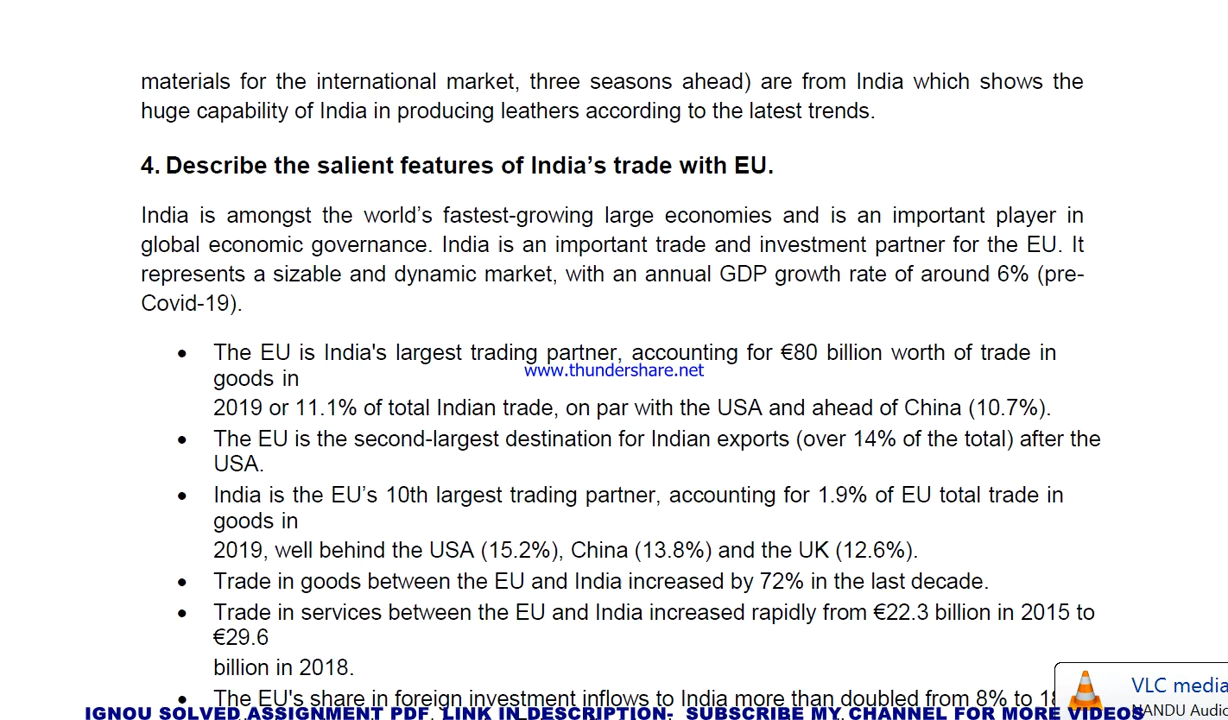 materials for the international market, three seasons ahead) are from India which shows the
huge capability of India in producing leathers according to the latest trends.
4. Describe the salient features of India’s trade with EU.
India is amongst the world’s fastest-growing large economies and is an important player in
global economic governance. India is an important trade and investment partner for the EU. It
represents a sizable and dynamic market, with an annual GDP growth rate of around 6% (pre-
Covid-19).
• The EU is India's largest trading partner, accounting for €80 billion worth of trade in
www.thundershare.net
goods in
2019 or 11.1% of total Indian trade, on par with the USA and ahead of China (10.7%).
• The EU is the second-largest destination for Indian exports (over 14% of the total) after the
USA.
• India is the EU’s 10th largest trading partner, accounting for 1.9% of EU total trade in
goods in
2019, well behind the USA (15.2%), China (13.8%) and the UK (12.6%).
• Trade in goods between the EU and India increased by 72% in the last decade.
• Trade in services between the EU and India increased rapidly from €22.3 billion in 2015 to
€29.6
billion in 2018.
• The EU's share in foreign investment inflows to India more than doubled from 8% to
VLC media
NANDU Audio
IGNOU SOLVED ASSIGNMENT PDF, LINK IN DESCRIPTION- SUBSCRIBE MY CHANNEL FOR MORE VIDEOS